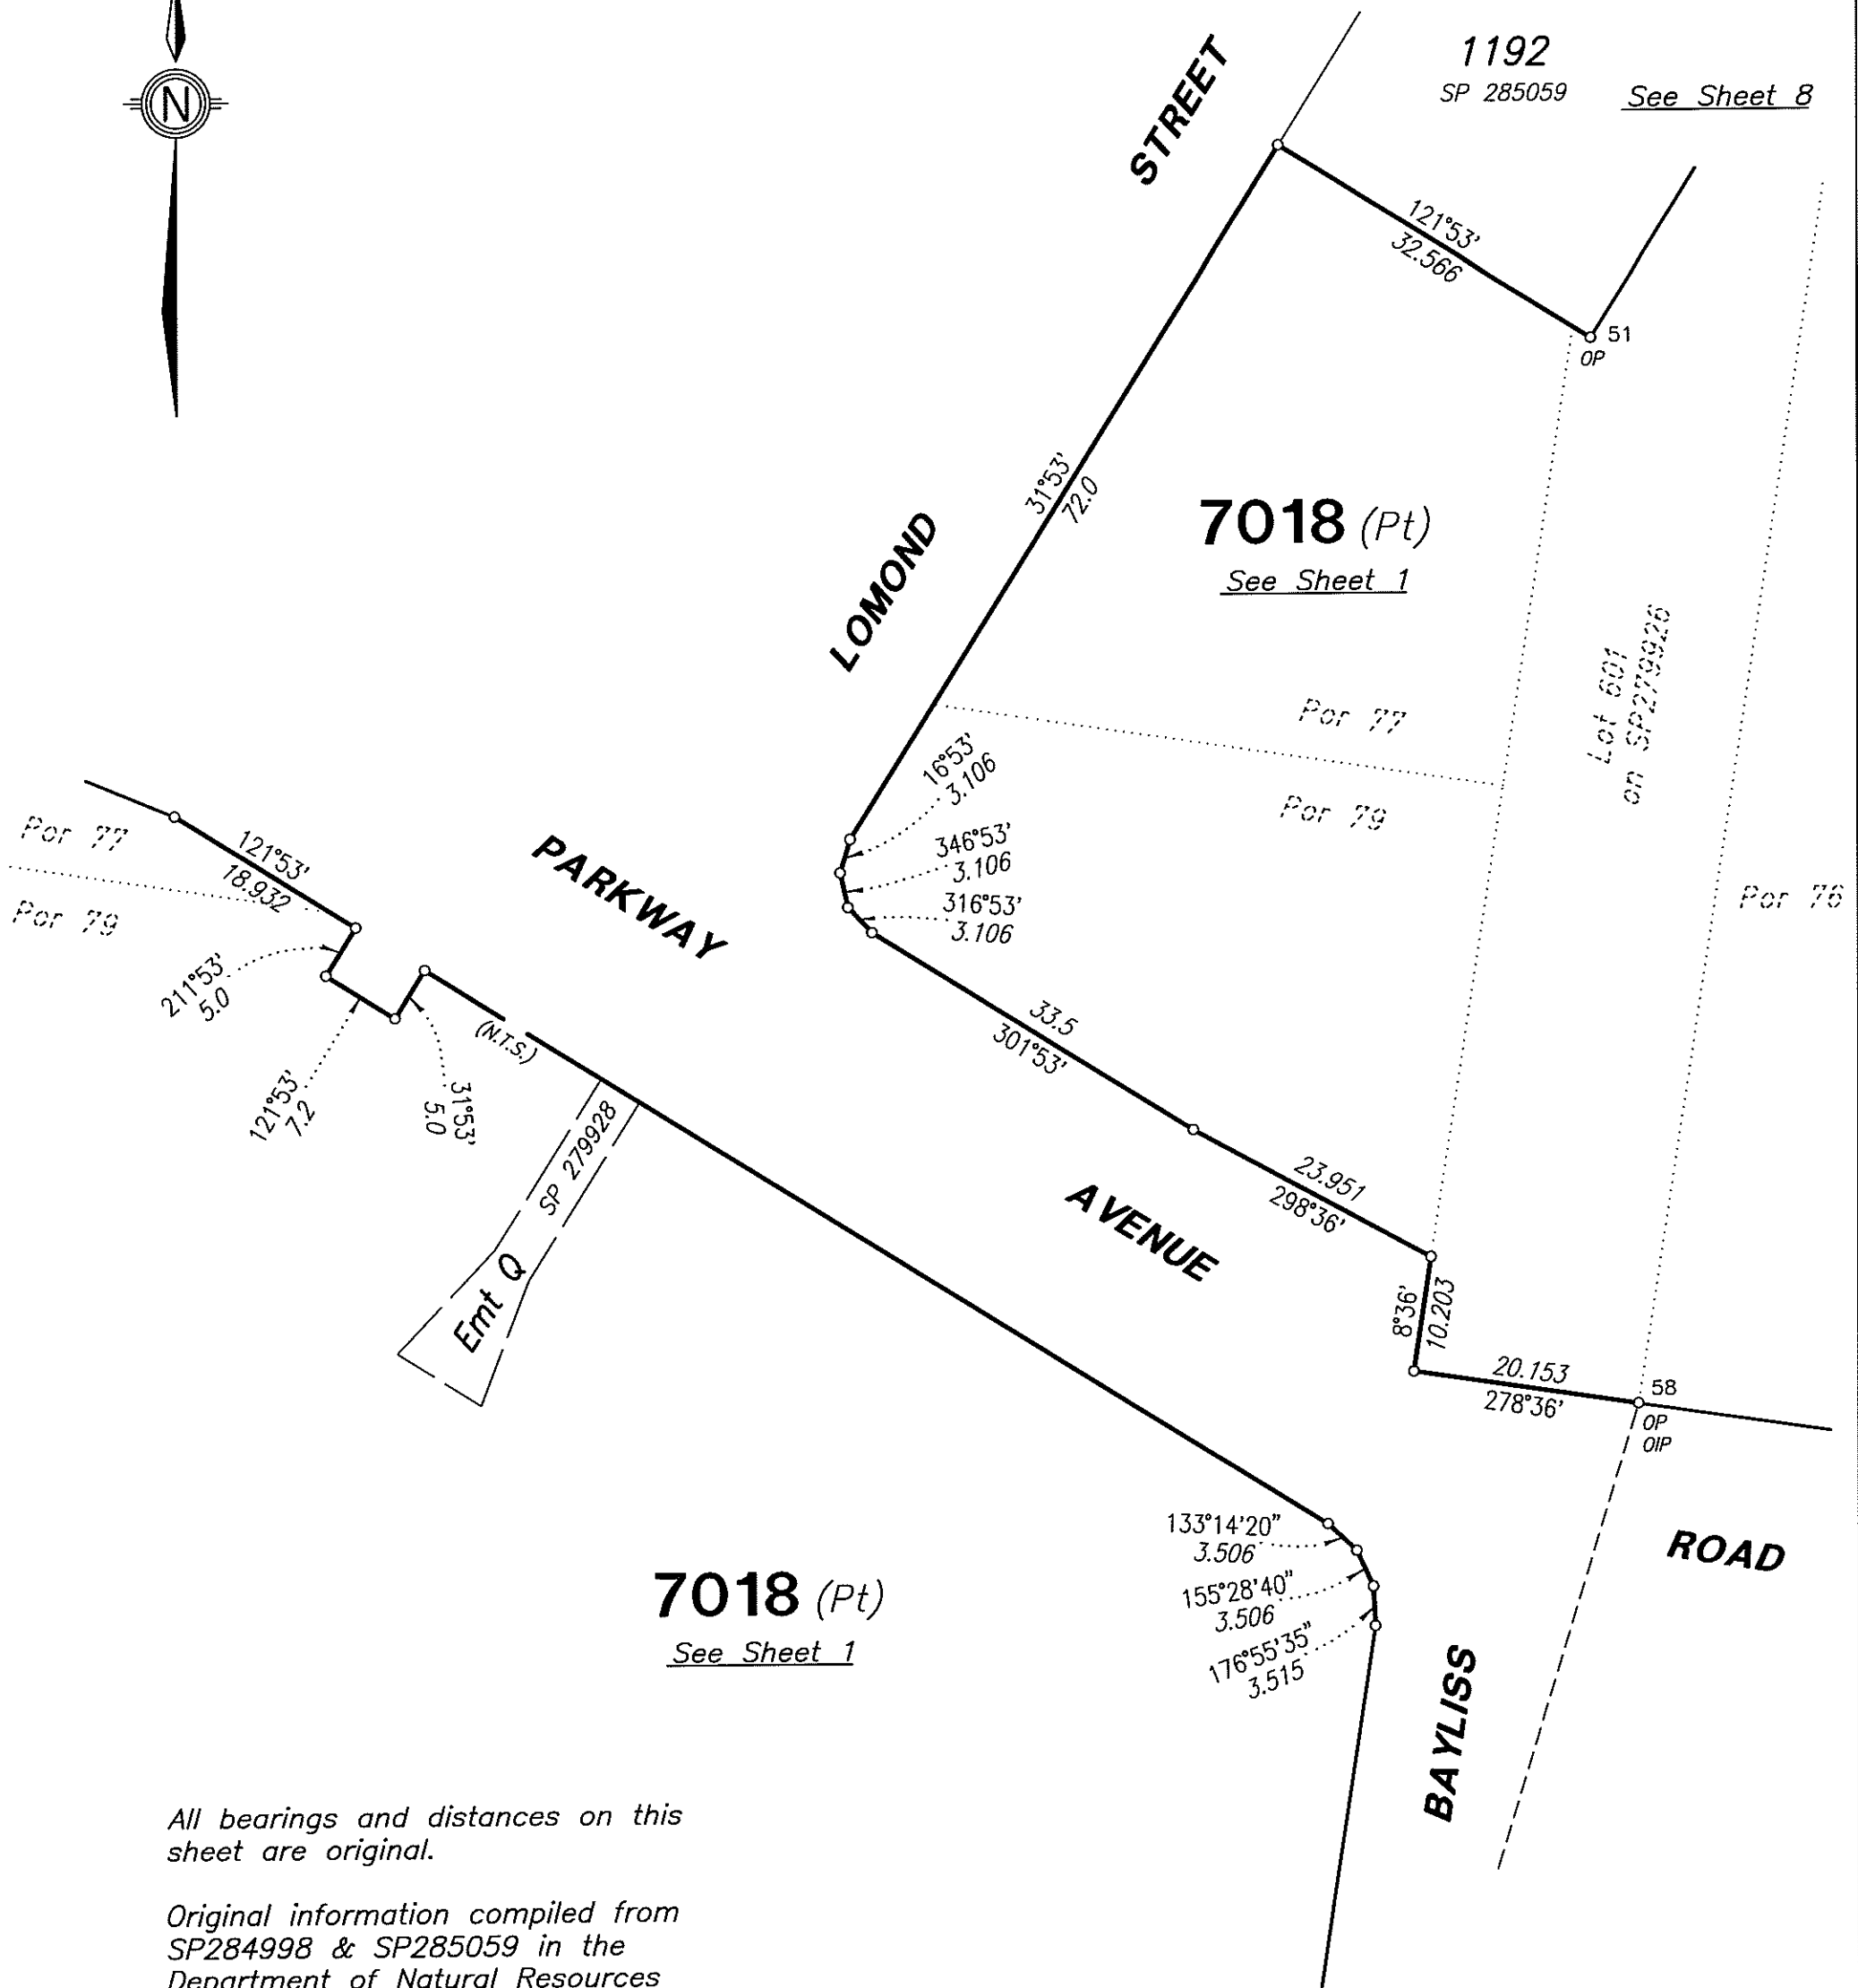 N
1192
SP 285059
See Sheet 8
STREET
121°53'
32.566
51
OP
31°53'
72.0
7018 (Pt)
See Sheet 1
LOMOND
Lot 601
on SP279926
Por 77
Por 79
Por 76
16°53'
3.106
346°53'
3.106
316°53'
3.106
Por 77
Por 79
121°53'
18.932
PARKWAY
211°53'
5.0
121°53'
7.2
31°53'
5.0
(N.T.S.)
33.5
301°53'
SP 279928
Emt Q
AVENUE
23.951
298°36'
8°36'
10.203
20.153
278°36'
58
OP
OIP
133°14'20"
3.506
155°28'40"
3.506
176°55'35"
3.515
ROAD
BAYLISS
7018 (Pt)
See Sheet 1
All bearings and distances on this
sheet are original.
Original information compiled from
SP284998 & SP285059 in the
Department of Natural Resources